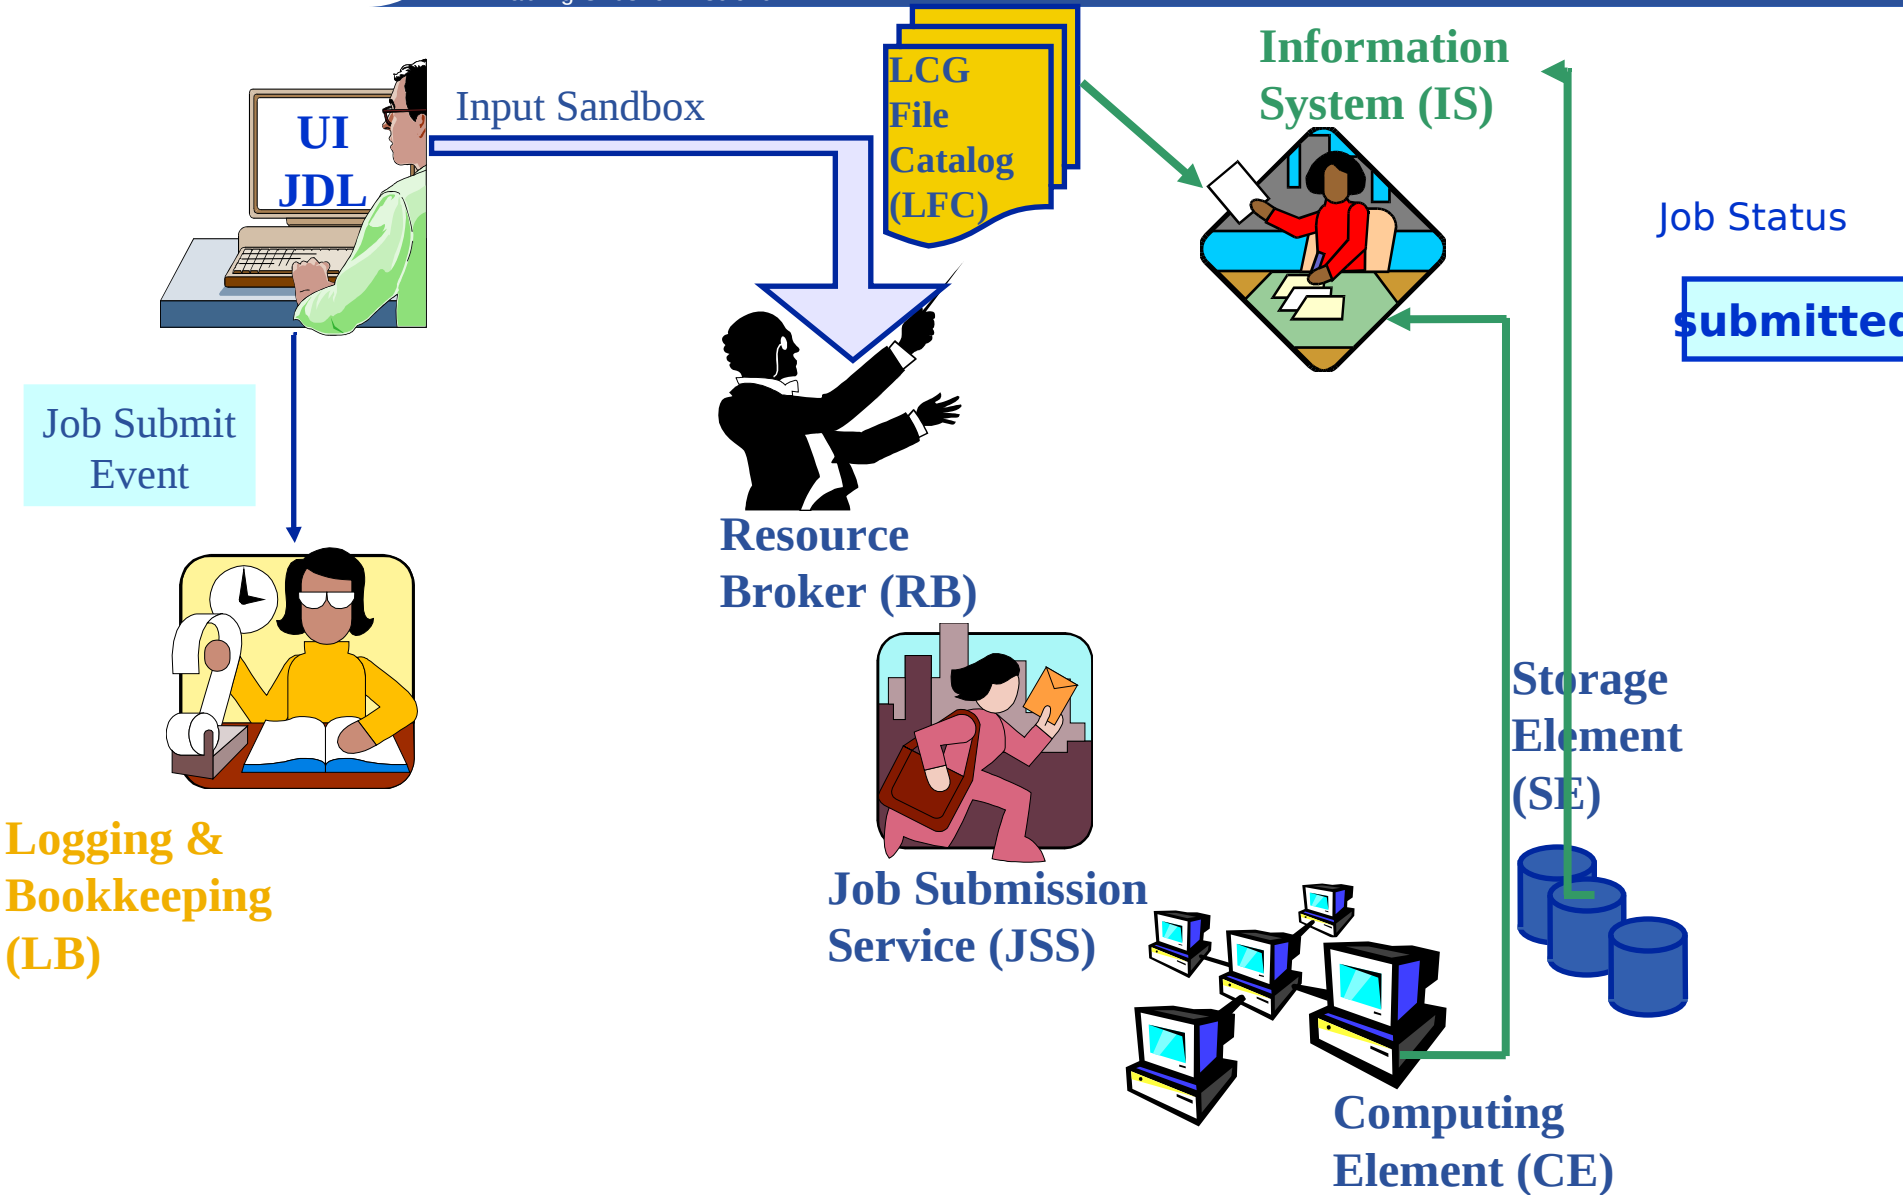 UI
JDL
Input Sandbox
LCG
File
Catalog
(LFC)
Information
System (IS)
Job Status
submitted
Job Submit
Event
Resource
Broker (RB)
Storage
Element
(SE)
Logging &
Bookkeeping
(LB)
Job Submission
Service (JSS)
Computing
Element (CE)